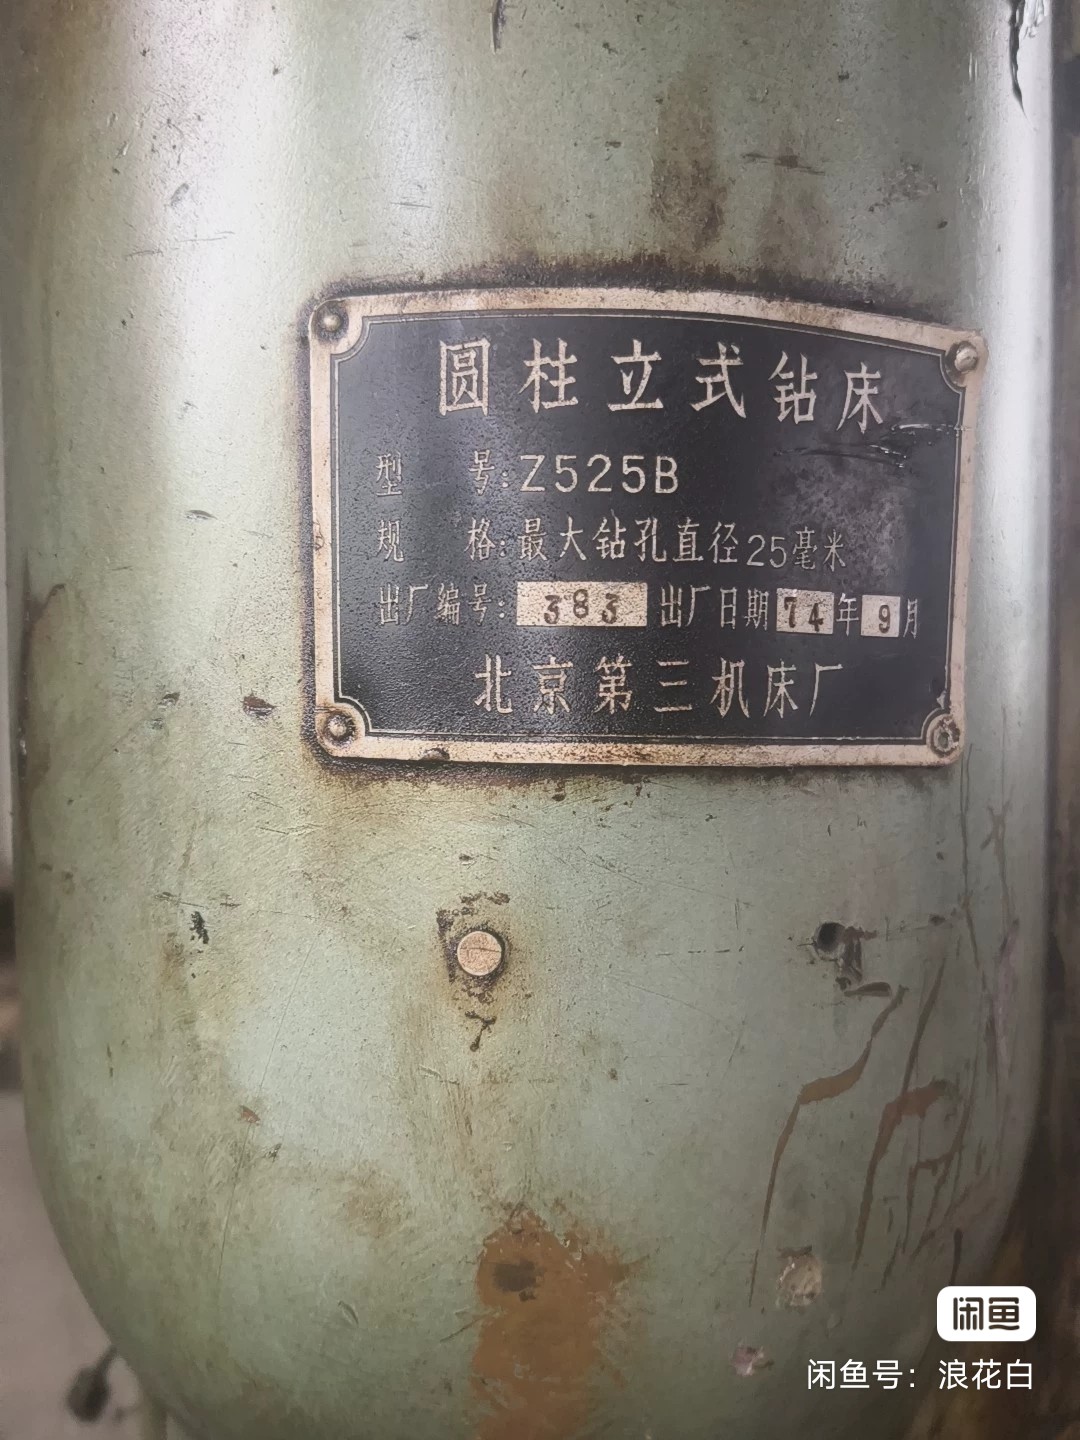 圆柱立式钻床
型 号:Z525B
规 格:最大钻孔直径25毫米
出厂编号:383 出厂日期74年9月
北京第三机床厂
闲鱼
闲鱼号：浪花白